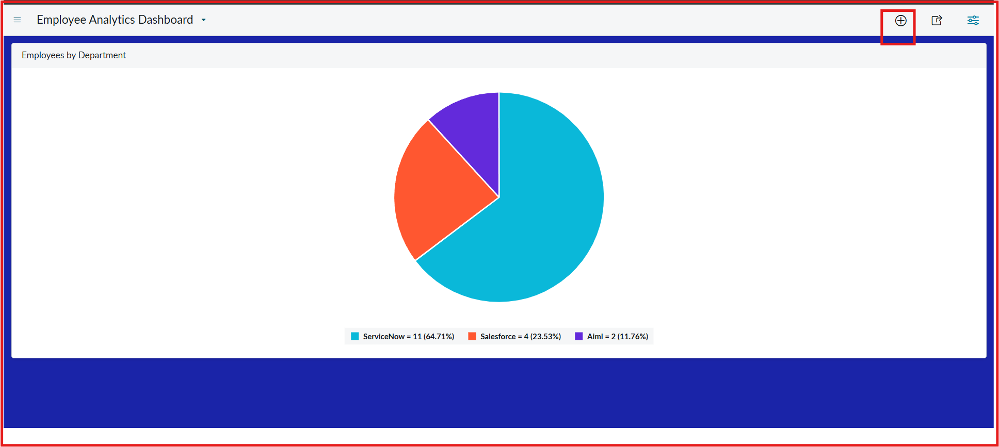 Employee Analytics Dashboard
Employees by Department
ServiceNow = 11 (64.71%) Salesforce = 4 (23.53%) Aiml = 2 (11.76%)